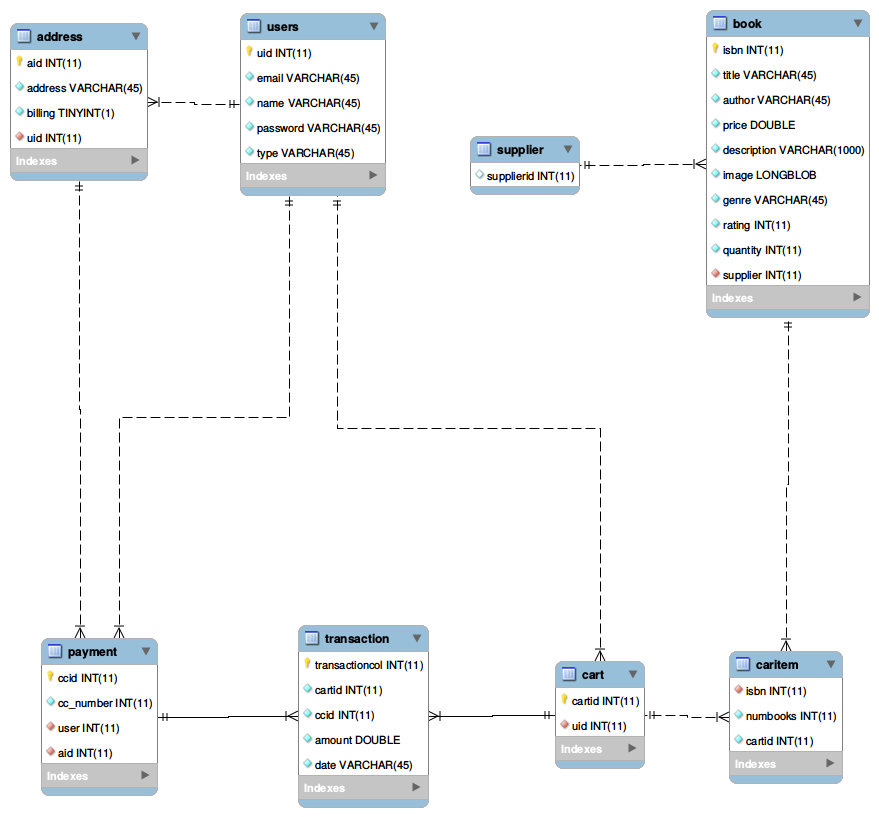 address
aid INT(11)
address VARCHAR(45)
billing TINYINT(1)
uid INT(11)
Indexes
users
uid INT(11)
email VARCHAR(45)
name VARCHAR(45)
password VARCHAR(45)
type VARCHAR(45)
Indexes
supplier
supplierid INT(11)
book
isbn INT(11)
title VARCHAR(45)
author VARCHAR(45)
price DOUBLE
description VARCHAR(1000)
image LONGBLOB
genre VARCHAR(45)
rating INT(11)
quantity INT(11)
supplier INT(11)
Indexes
payment
ccid INT(11)
cc_number INT(11)
user INT(11)
aid INT(11)
Indexes
transaction
transactioncol INT(11)
cartid INT(11)
ccid INT(11)
amount DOUBLE
date VARCHAR(45)
Indexes
cart
cartid INT(11)
uid INT(11)
Indexes
caritem
isbn INT(11)
numbooks INT(11)
cartid INT(11)
Indexes